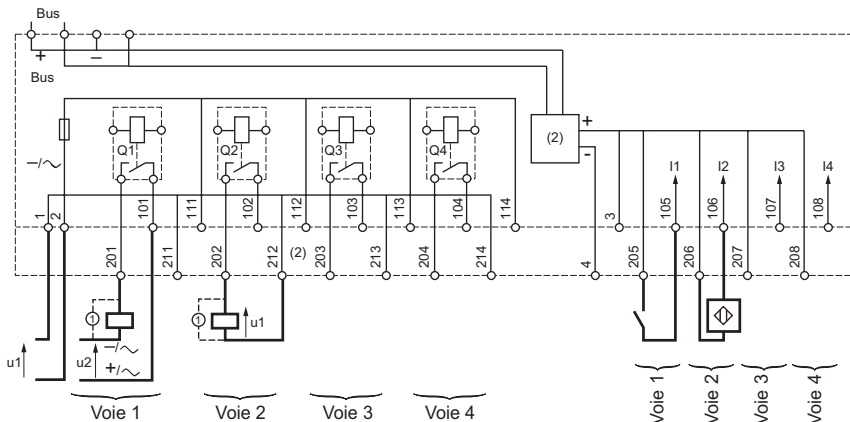 Bus
+ −
Bus
Q1 Q2 Q3 Q4
(2)
+
-
−/∼
I1 I2 I3 I4
1 2 101 111 102 112 103 113 104 114 3 105 106 107 108
201 211 202 212 (2) 203 213 204 214 4 205 206 207 208
1 1 u1
u1 u2 −/∼
+/∼
Voie 1 Voie 2 Voie 3 Voie 4
Voie 1 Voie 2 Voie 3 Voie 4